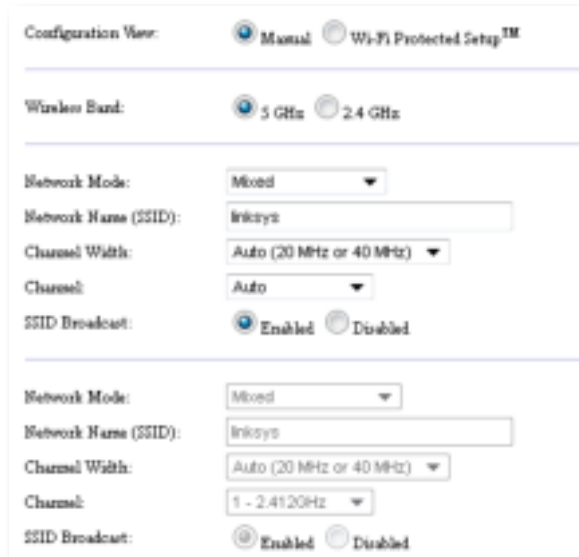 Configuration View: Manual Wi-Fi Protected Setup™
Wireless Band: 5 GHz 2.4 GHz
Network Mode: Mixed
Network Name (SSID): linksys
Channel Width: Auto (20 MHz or 40 MHz)
Channel: Auto
SSID Broadcast: Enabled Disabled
Network Mode: Mixed
Network Name (SSID): linksys
Channel Width: Auto (20 MHz or 40 MHz)
Channel: 1 - 2.412GHz
SSID Broadcast: Enabled Disabled